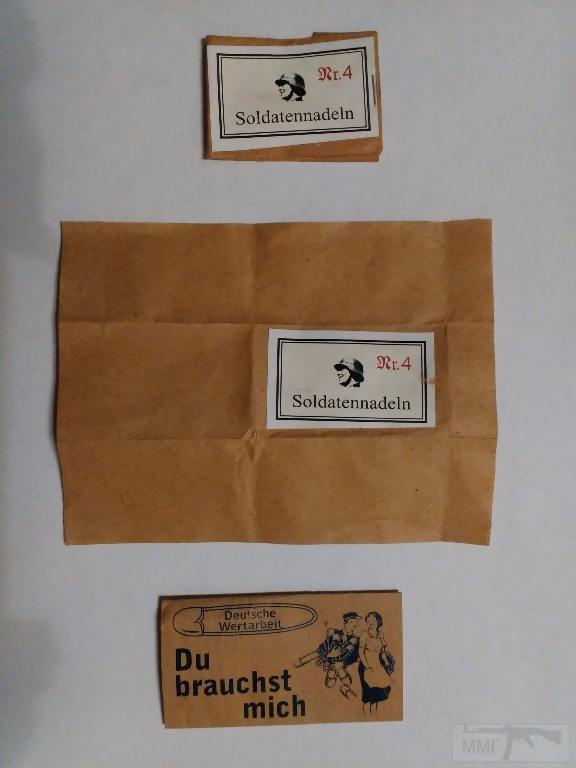 Nr. 4
Soldatennadeln
Nr. 4
Soldatennadeln
Deutsche
Wertarbeit
Du
brauchst
mich
ММГ